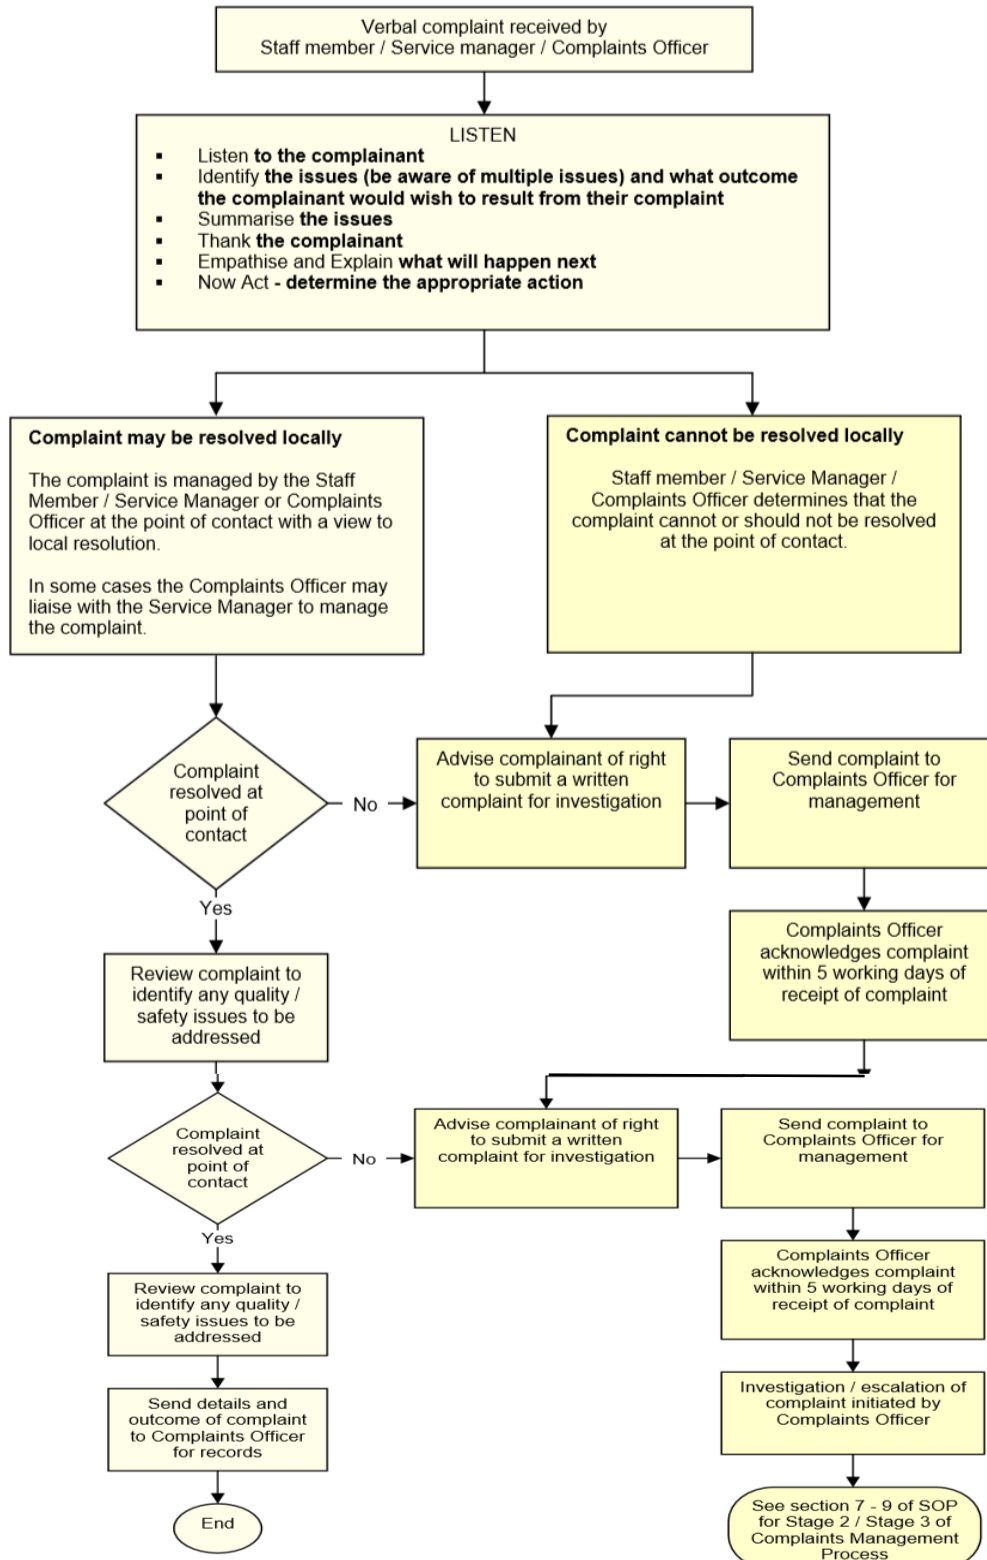 Verbal complaint received by
Staff member / Service manager / Complaints Officer
LISTEN
▪ Listen to the complainant
▪ Identify the issues (be aware of multiple issues) and what outcome
the complainant would wish to result from their complaint
▪ Summarise the issues
▪ Thank the complainant
▪ Empathise and Explain what will happen next
▪ Now Act - determine the appropriate action
Complaint may be resolved locally
The complaint is managed by the Staff
Member / Service Manager or Complaints
Officer at the point of contact with a view to
local resolution.
In some cases the Complaints Officer may
liaise with the Service Manager to manage
the complaint.
Complaint cannot be resolved locally
Staff member / Service Manager /
Complaints Officer determines that the
complaint cannot or should not be resolved
at the point of contact.
Complaint
resolved at
point of
contact
No
Advise complainant of right
to submit a written
complaint for investigation
Send complaint to
Complaints Officer for
management
Yes
Complaints Officer
acknowledges complaint
within 5 working days of
receipt of complaint
Review complaint to
identify any quality /
safety issues to be
addressed
Complaint
resolved at
point of
contact
No
Advise complainant of right
to submit a written
complaint for investigation
Send complaint to
Complaints Officer for
management
Yes
Complaints Officer
acknowledges complaint
within 5 working days of
receipt of complaint
Review complaint to
identify any quality /
safety issues to be
addressed
Investigation / escalation of
complaint initiated by
Complaints Officer
Send details and
outcome of complaint
to Complaints Officer
for records
End
See section 7 - 9 of SOP
for Stage 2 / Stage 3 of
Complaints Management
Process